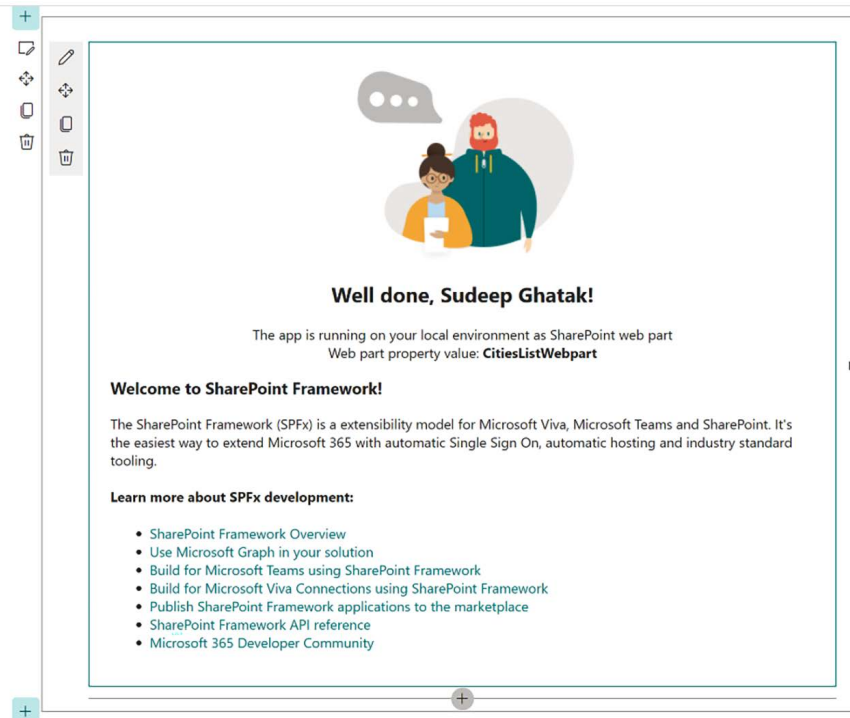 Well done, Sudeep Ghatak!
The app is running on your local environment as SharePoint web part
Web part property value: CitiesListWebpart
Welcome to SharePoint Framework!
The SharePoint Framework (SPFx) is a extensibility model for Microsoft Viva, Microsoft Teams and SharePoint. It's
the easiest way to extend Microsoft 365 with automatic Single Sign On, automatic hosting and industry standard
tooling.
Learn more about SPFx development:
• SharePoint Framework Overview
• Use Microsoft Graph in your solution
• Build for Microsoft Teams using SharePoint Framework
• Build for Microsoft Viva Connections using SharePoint Framework
• Publish SharePoint Framework applications to the marketplace
• SharePoint Framework API reference
• Microsoft 365 Developer Community